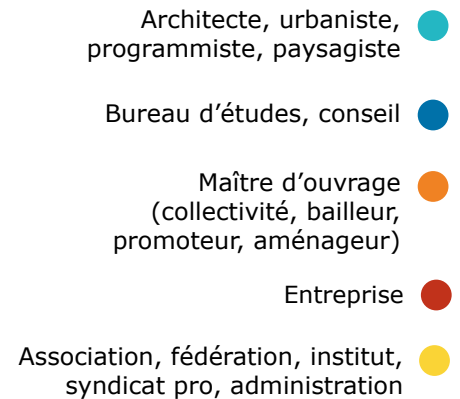 Architecte, urbaniste,
programmiste, paysagiste
Bureau d’études, conseil
Maître d’ouvrage
(collectivité, bailleur,
promoteur, aménageur)
Entreprise
Association, fédération, institut,
syndicat pro, administration